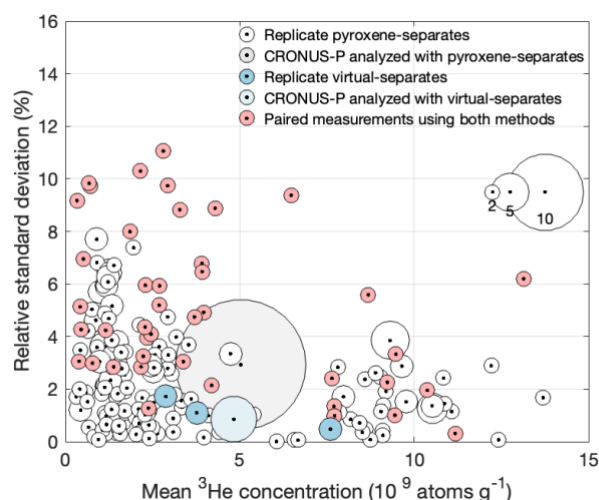 16
14
12
10
8
6
4
2
0
Relative standard deviation (%)
Replicate pyroxene-separates
CRONUS-P analyzed with pyroxene-separates
Replicate virtual-separates
CRONUS-P analyzed with virtual-separates
Paired measurements using both methods
2
5
10
0 5 10 15
Mean ³He concentration (10 ⁹ atoms g⁻¹)